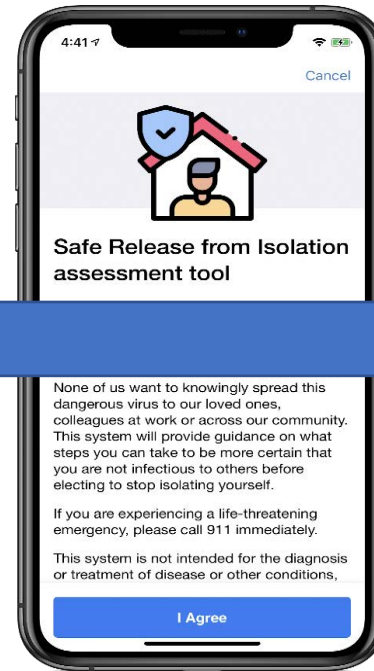 4:41
Cancel
Safe Release from Isolation
assessment tool
None of us want to knowingly spread this
dangerous virus to our loved ones,
colleagues at work or across our community.
This system will provide guidance on what
steps you can take to be more certain that
you are not infectious to others before
electing to stop isolating yourself.
If you are experiencing a life-threatening
emergency, please call 911 immediately.
This system is not intended for the diagnosis
or treatment of disease or other conditions,
I Agree